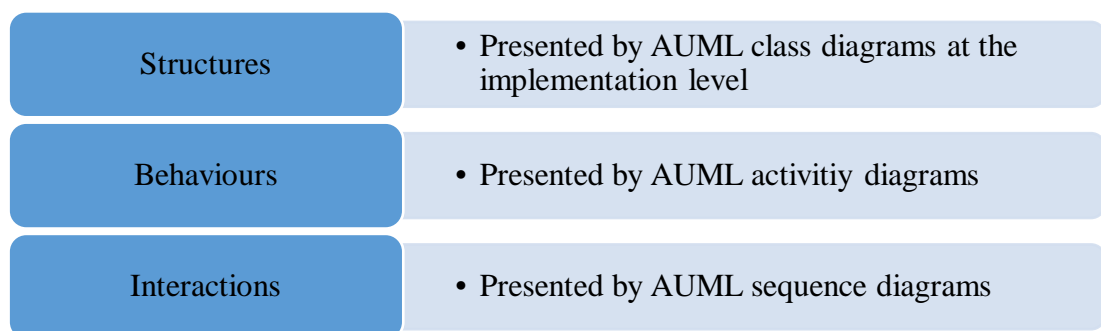 Structures
• Presented by AUML class diagrams at the
implementation level
Behaviours
• Presented by AUML activitiy diagrams
Interactions
• Presented by AUML sequence diagrams